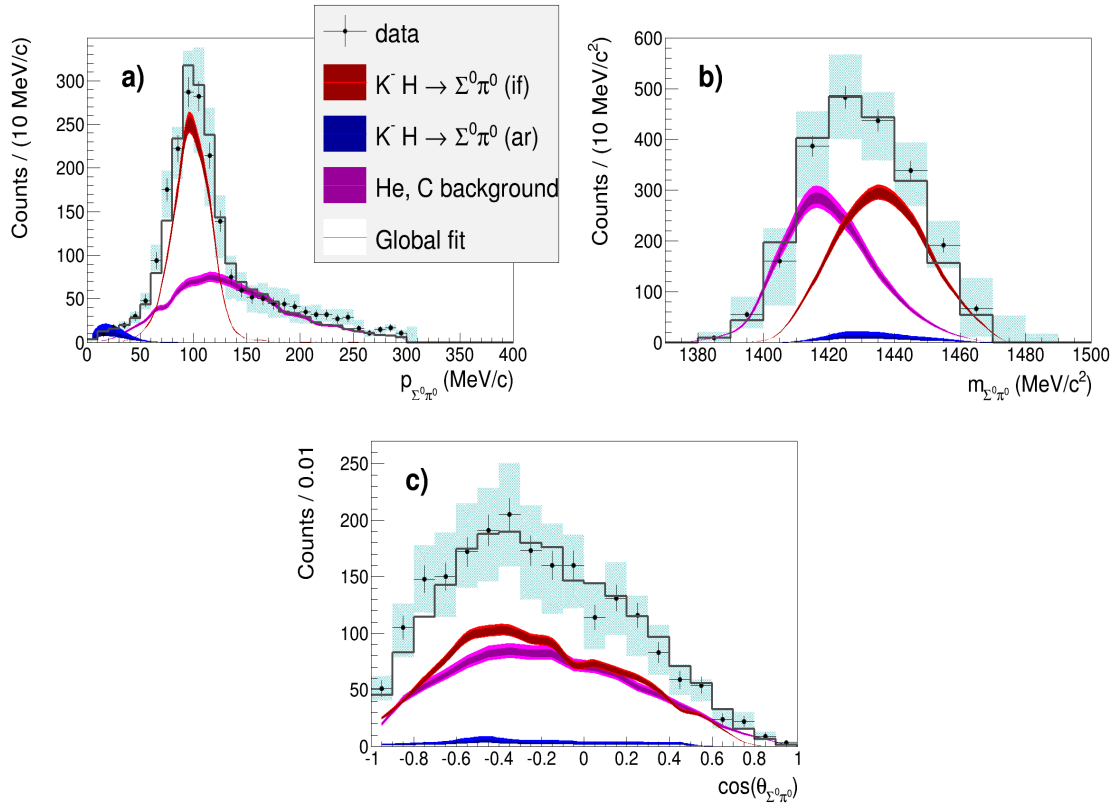 a)
Counts / (10 MeV/c)
300
250
200
150
100
50
0
0 50 100 150 200 250 300 350 400
p_Σ⁰π⁰ (MeV/c)
data
K⁻ H → Σ⁰π⁰ (if)
K⁻ H → Σ⁰π⁰ (ar)
He, C background
Global fit
b)
Counts / (10 MeV/c²)
600
500
400
300
200
100
0
1380 1400 1420 1440 1460 1480 1500
m_Σ⁰π⁰ (MeV/c²)
c)
Counts / 0.01
250
200
150
100
50
0
-1 -0.8 -0.6 -0.4 -0.2 0 0.2 0.4 0.6 0.8 1
cos(θ_Σ⁰π⁰)